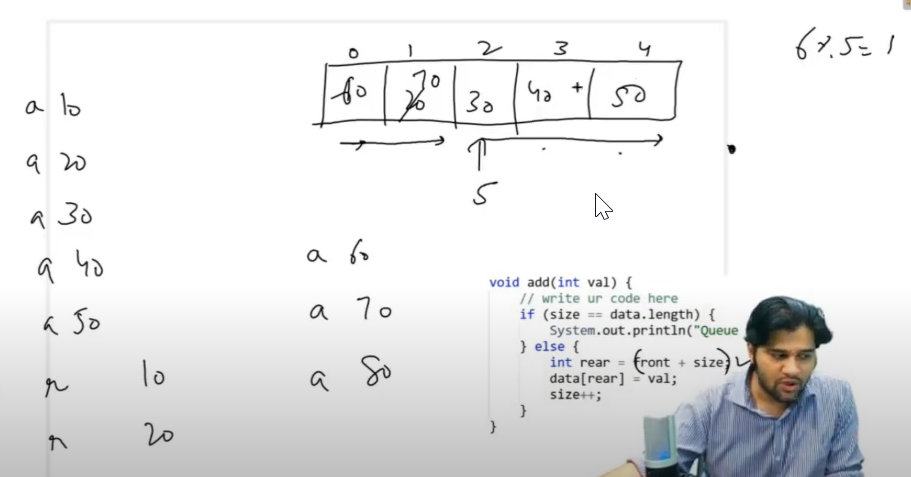 0 1 2 3 4
6%5=1
60 20 70 30 40 + 50
a 10
a 20
a 30
a 40
a 50
r 10
r 20
5
a 60
a 70
a 80
void add(int val) {
// write ur code here
if (size == data.length) {
System.out.println("Queue
} else {
int rear = (front + size)
data[rear] = val;
size++;
}
}